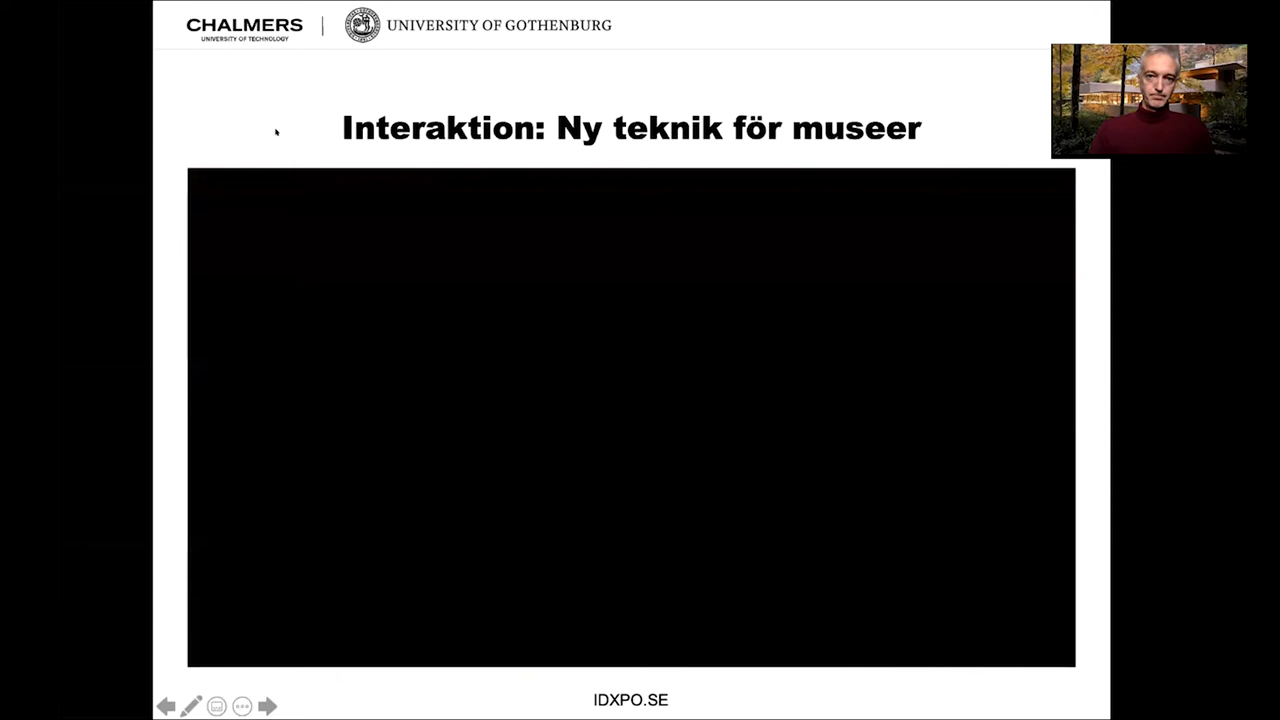 CHALMERS
UNIVERSITY OF TECHNOLOGY
UNIVERSITY OF GOTHENBURG
Interaktion: Ny teknik för museer
IDXPO.SE